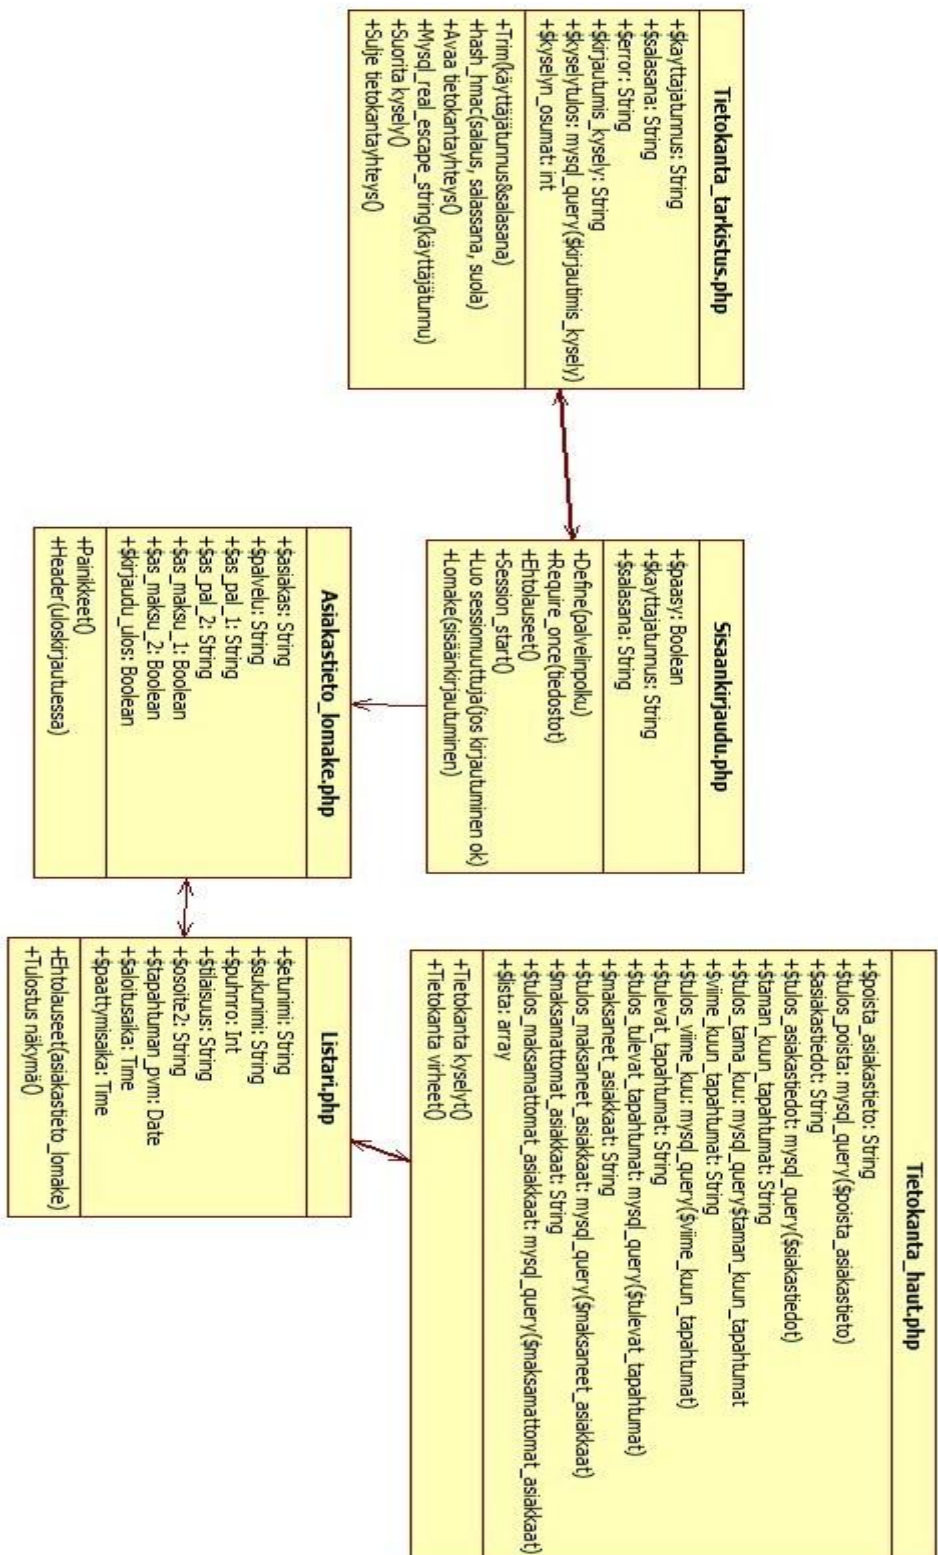 Tietokanta_tarkistus.php
+$kayttajatunnus: String
+$salasana: String
+$error: String
+$kirjautumis_kysely: String
+$kyselytulos: mysql_query($kirjautimis_kysely)
+$kyselyn_osumat: int
+Trim(käyttäjätunnus&salasana)
+hash_hmac(salaus, salassana, suola)
+Avaa tietokantayhteys()
+Mysql_real_escape_string(käyttäjätunnu)
+Suorita kysely()
+Sulje tietokantayhteys()
Sisaankirjaudu.php
+$paasy: Boolean
+$kayttajatunnus: String
+$salasana: String
+Define(palvelinpolku)
+Require_once(tiedostot)
+Ehtolauseet()
+Session_start()
+Luo sessiomuuttuja(jos kirjautuminen ok)
+Lomake(sisäänkirjautuminen)
Asiakastieto_lomake.php
+$asiakas: String
+$palvelu: String
+$as_pal_1: String
+$as_pal_2: String
+$as_maksu_1: Boolean
+$as_maksu_2: Boolean
+$kirjaudu_ulos: Boolean
+Painikkeet()
+Header(uloskirjautuessa)
Tietokanta_haut.php
+$poista_asiakastieto: String
+$tulos_poista: mysql_query($poista_asiakastieto)
+$asiakastiedot: String
+$tulos_asiakastiedot: mysql_query($siakastiedot)
+$taman_kuun_tapahtumat: String
+$tulos_tama_kuu: mysql_query$taman_kuun_tapahtumat
+$viime_kuun_tapahtumat: String
+$tulos_viime_kuu: mysql_query($viime_kuun_tapahtumat)
+$tulevat_tapahtumat: String
+$tulos_tulevat_tapahtumat: mysql_query($tulevat_tapahtumat)
+$maksaneet_asiakkaat: String
+$tulos_maksaneet_asiakkaat: mysql_query($maksaneet_asiakkaat)
+$maksamattomat_asiakkaat: String
+$tulos_maksamattomat_asiakkaat: mysql_query($maksamattomat_asiakkaat)
+$lista: array
+Tietokanta kyselyt()
+Tietokanta virheet()
Listari.php
+$etunimi: String
+$sukunimi: String
+$puhnro: Int
+$tilaisuus: String
+$osoite2: String
+$tapahtuman_pvm: Date
+$aloitusaika: Time
+$paattymisaika: Time
+Ehtolauseet(asiakastieto_lomake)
+Tulostus näkymä()